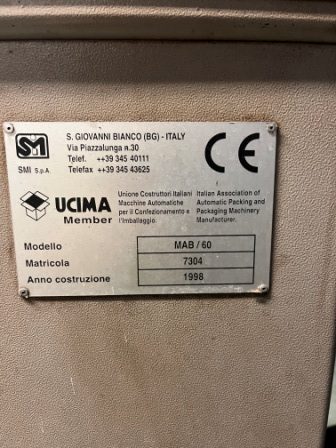 SM
SMI S.p.A.
S. GIOVANNI BIANCO (BG) - ITALY
Via Piazzalunga n.30
Telef. ++39 345 40111
Telefax ++39 345 43625
CE
UCIMA
Member
Unione Costruttori Italiani
Macchine Automatiche
per il Confezionamento e
l'Imballaggio.
Italian Association of
Automatic Packing and
Packaging Machinery
Manufacturer.
Modello MAB / 60
Matricola 7304
Anno costruzione 1998